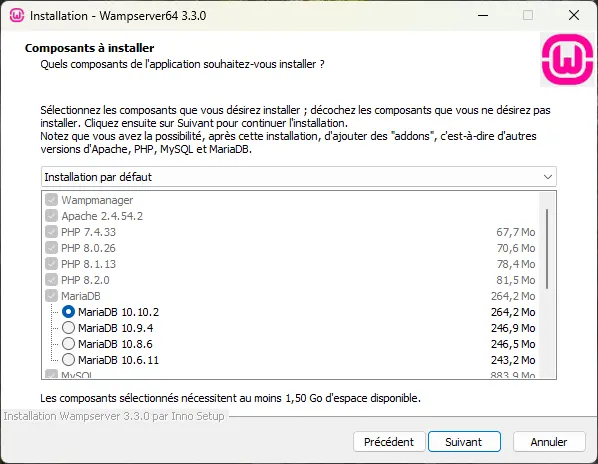 Installation - Wampserver64 3.3.0
Composants à installer
Quels composants de l'application souhaitez-vous installer ?
Sélectionnez les composants que vous désirez installer ; décochez les composants que vous ne désirez pas
installer. Cliquez ensuite sur Suivant pour continuer l'installation.
Notez que vous avez la possibilité, après cette installation, d'ajouter des "addons", c'est-à-dire d'autres
versions d'Apache, PHP, MySQL et MariaDB.
Installation par défaut
Wampmanager
Apache 2.4.54.2
PHP 7.4.33 67,7 Mo
PHP 8.0.26 70,6 Mo
PHP 8.1.13 78,4 Mo
PHP 8.2.0 81,5 Mo
MariaDB 264,2 Mo
MariaDB 10.10.2 264,2 Mo
MariaDB 10.9.4 246,9 Mo
MariaDB 10.8.6 246,5 Mo
MariaDB 10.6.11 243,2 Mo
MySQL 883,9 Mo
Les composants sélectionnés nécessitent au moins 1,50 Go d'espace disponible.
Installation Wampserver 3.3.0 par Inno Setup
Précédent Suivant Annuler